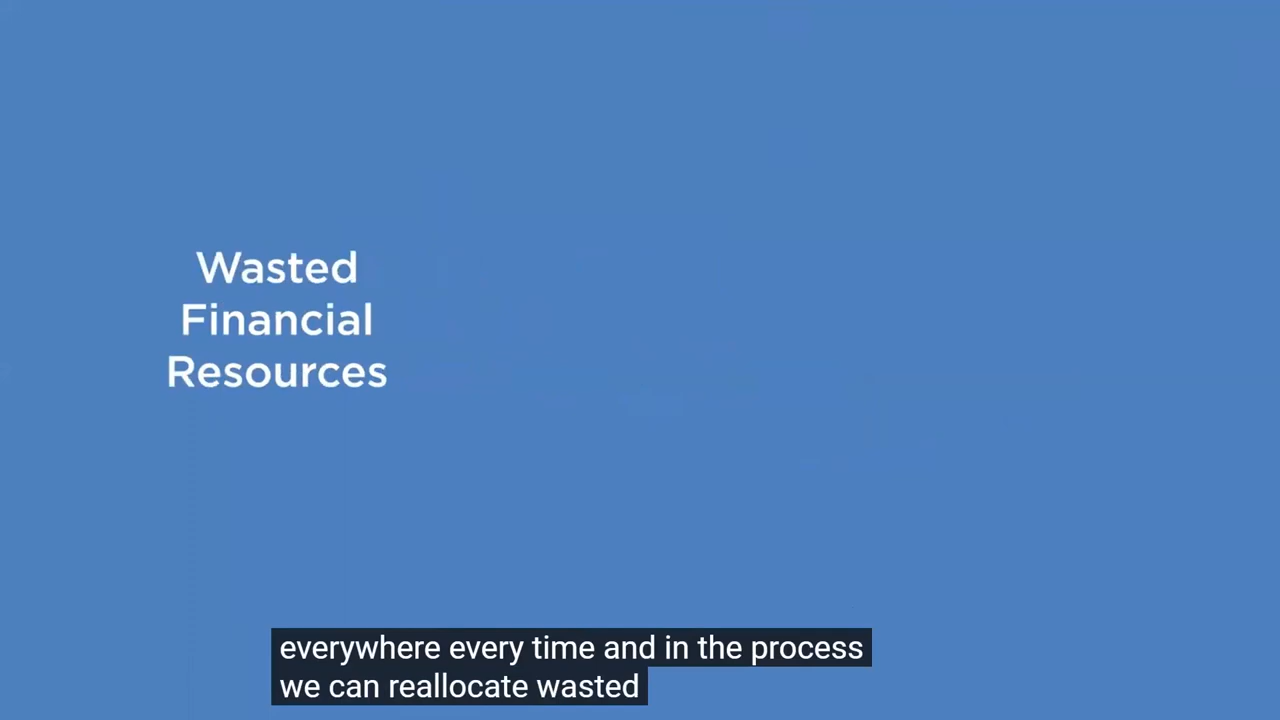 Wasted
Financial
Resources
everywhere every time and in the process
we can reallocate wasted